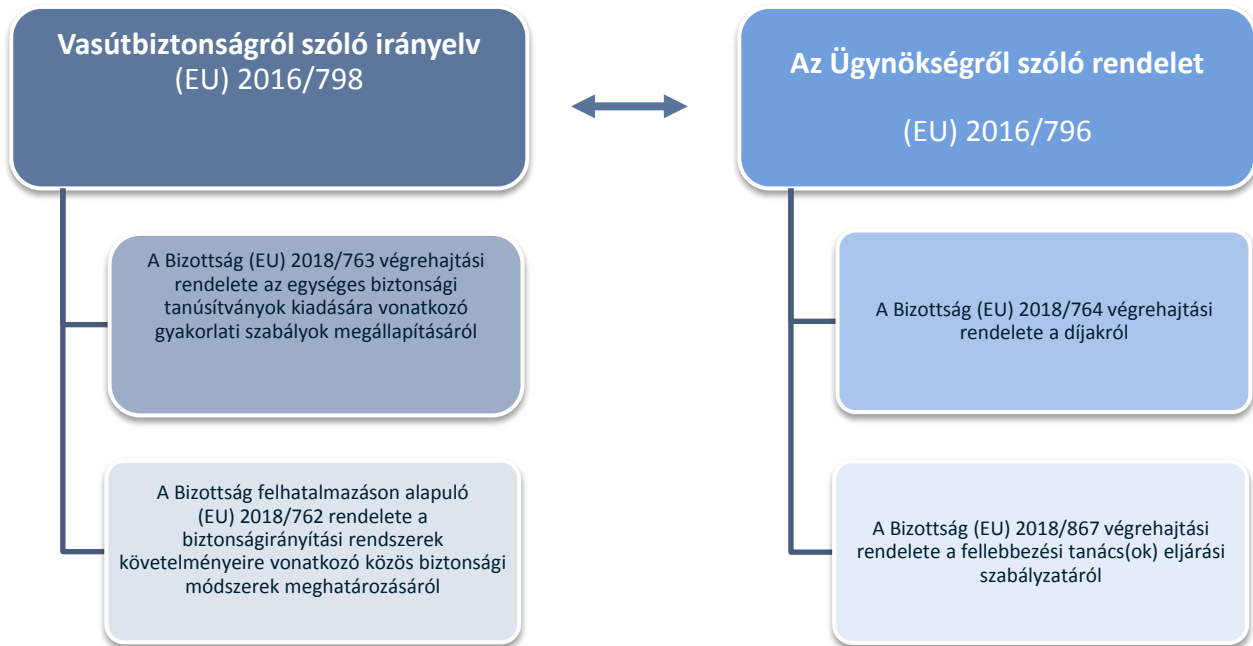 Vasútbiztonságról szóló irányelv
(EU) 2016/798
A Bizottság (EU) 2018/763 végrehajtási
rendelete az egységes biztonsági
tanúsítványok kiadására vonatkozó
gyakorlati szabályok megállapításáról
A Bizottság felhatalmazáson alapuló
(EU) 2018/762 rendelete a
biztonságirányítási rendszerek
követelményeire vonatkozó közös biztonsági
módszerek meghatározásáról
Az Ügynökségről szóló rendelet
(EU) 2016/796
A Bizottság (EU) 2018/764 végrehajtási
rendelete a díjakról
A Bizottság (EU) 2018/867 végrehajtási
rendelete a fellebbezési tanács(ok) eljárási
szabályzatáról